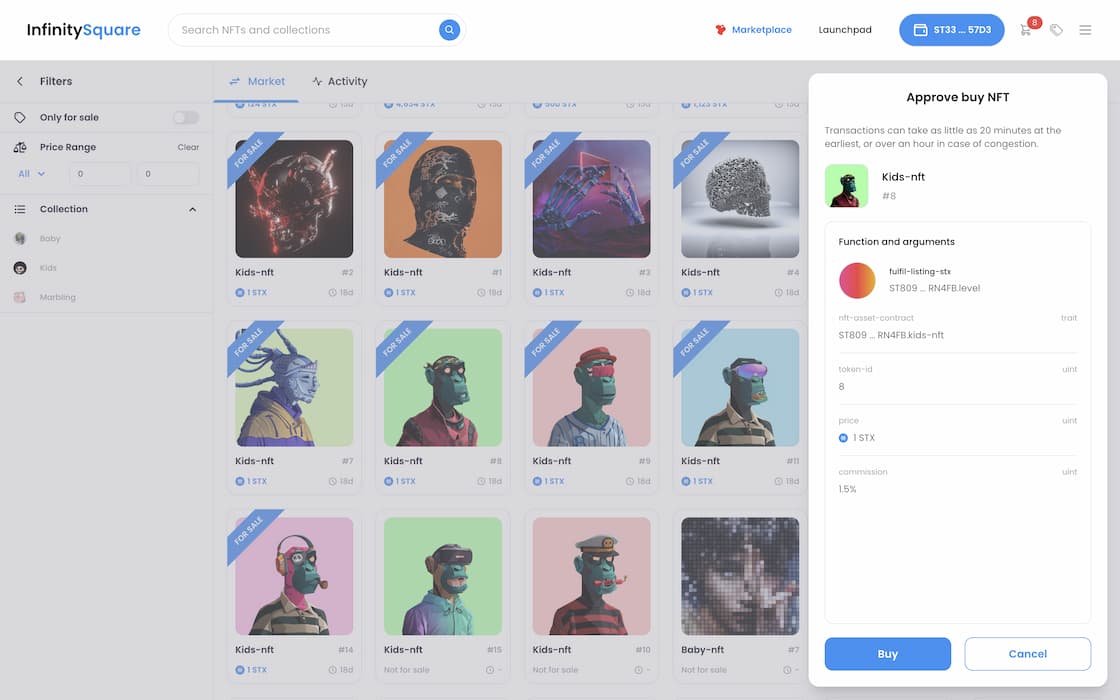 InfinitySquare
Search NFTs and collections
Marketplace
Launchpad
ST33 ... 57D3
8
Filters
Only for sale
Price Range
Clear
All
0
0
Collection
Baby
Kids
Marbling
Market
Activity
124 STX
15d
4,634 STX
15d
500 STX
15d
1,123 STX
15d
FOR SALE
FOR SALE
FOR SALE
FOR SALE
Kids-nft #2
1 STX 18d
Kids-nft #1
1 STX 18d
Kids-nft #3
1 STX 18d
Kids-nft #4
1 STX 18d
FOR SALE
FOR SALE
FOR SALE
FOR SALE
Kids-nft #7
1 STX 18d
Kids-nft #8
1 STX 18d
Kids-nft #9
1 STX 18d
Kids-nft #11
1 STX 18d
FOR SALE
Kids-nft #14
1 STX 18d
Kids-nft #15
Not for sale -
Kids-nft #10
Not for sale -
Baby-nft #7
Not for sale -
Approve buy NFT
Transactions can take as little as 20 minutes at the
earliest, or over an hour in case of congestion.
Kids-nft
#8
Function and arguments
fulfil-listing-stx
ST809 ... RN4FB.level
nft-asset-contract trait
ST809 ... RN4FB.kids-nft
token-id uint
8
price uint
1 STX
commission uint
1.5%
Buy
Cancel